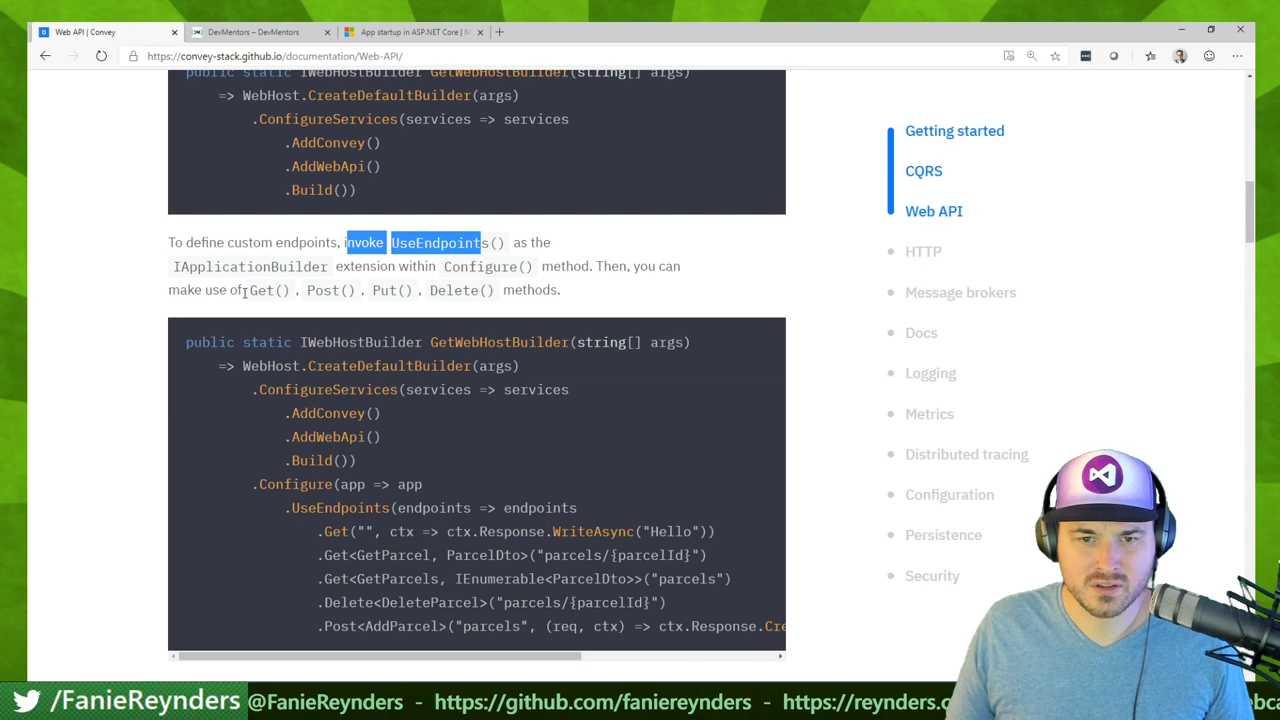 Web API | Convey
DevMentors – DevMentors
App startup in ASP.NET Core | M
https://convey-stack.github.io/documentation/Web-API/
public static IWebHostBuilder GetWebHostBuilder(string[] args)
=> WebHost.CreateDefaultBuilder(args)
.ConfigureServices(services => services
.AddConvey()
.AddWebApi()
.Build())
To define custom endpoints, invoke UseEndpoints() as the
IApplicationBuilder extension within Configure() method. Then, you can
make use of Get(), Post(), Put(), Delete() methods.
public static IWebHostBuilder GetWebHostBuilder(string[] args)
=> WebHost.CreateDefaultBuilder(args)
.ConfigureServices(services => services
.AddConvey()
.AddWebApi()
.Build())
.Configure(app => app
.UseEndpoints(endpoints => endpoints
.Get("", ctx => ctx.Response.WriteAsync("Hello"))
.Get<GetParcel, ParcelDto>("parcels/{parcelId}")
.Get<GetParcels, IEnumerable<ParcelDto>>("parcels")
.Delete<DeleteParcel>("parcels/{parcelId}")
.Post<AddParcel>("parcels", (req, ctx) => ctx.Response.Cre
Getting started
CQRS
Web API
HTTP
Message brokers
Docs
Logging
Metrics
Distributed tracing
Configuration
Persistence
Security
/FanieReynders @FanieReynders - https://github.com/faniereynders - https://reynders.co